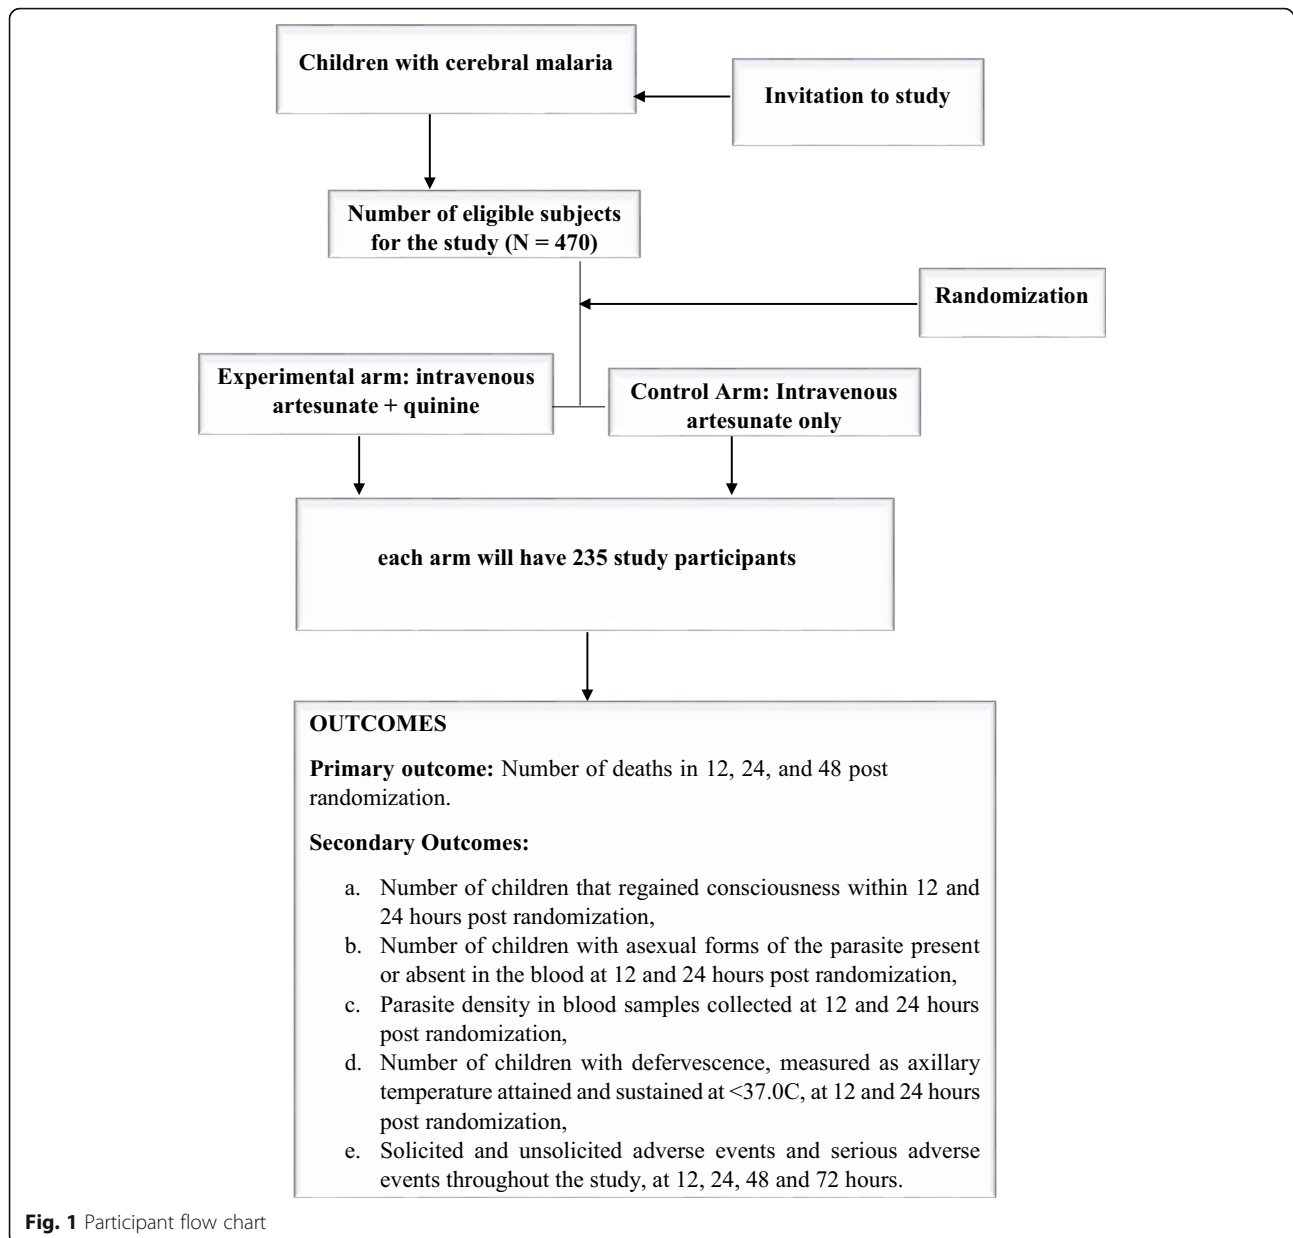 Children with cerebral malaria
Invitation to study
Number of eligible subjects
for the study (N = 470)
Randomization
Experimental arm: intravenous
artesunate + quinine
Control Arm: Intravenous
artesunate only
each arm will have 235 study participants
OUTCOMES
Primary outcome: Number of deaths in 12, 24, and 48 post
randomization.
Secondary Outcomes:
a. Number of children that regained consciousness within 12 and
24 hours post randomization,
b. Number of children with asexual forms of the parasite present
or absent in the blood at 12 and 24 hours post randomization,
c. Parasite density in blood samples collected at 12 and 24 hours
post randomization,
d. Number of children with defervescence, measured as axillary
temperature attained and sustained at <37.0C, at 12 and 24 hours
post randomization,
e. Solicited and unsolicited adverse events and serious adverse
events throughout the study, at 12, 24, 48 and 72 hours.
Fig. 1 Participant flow chart